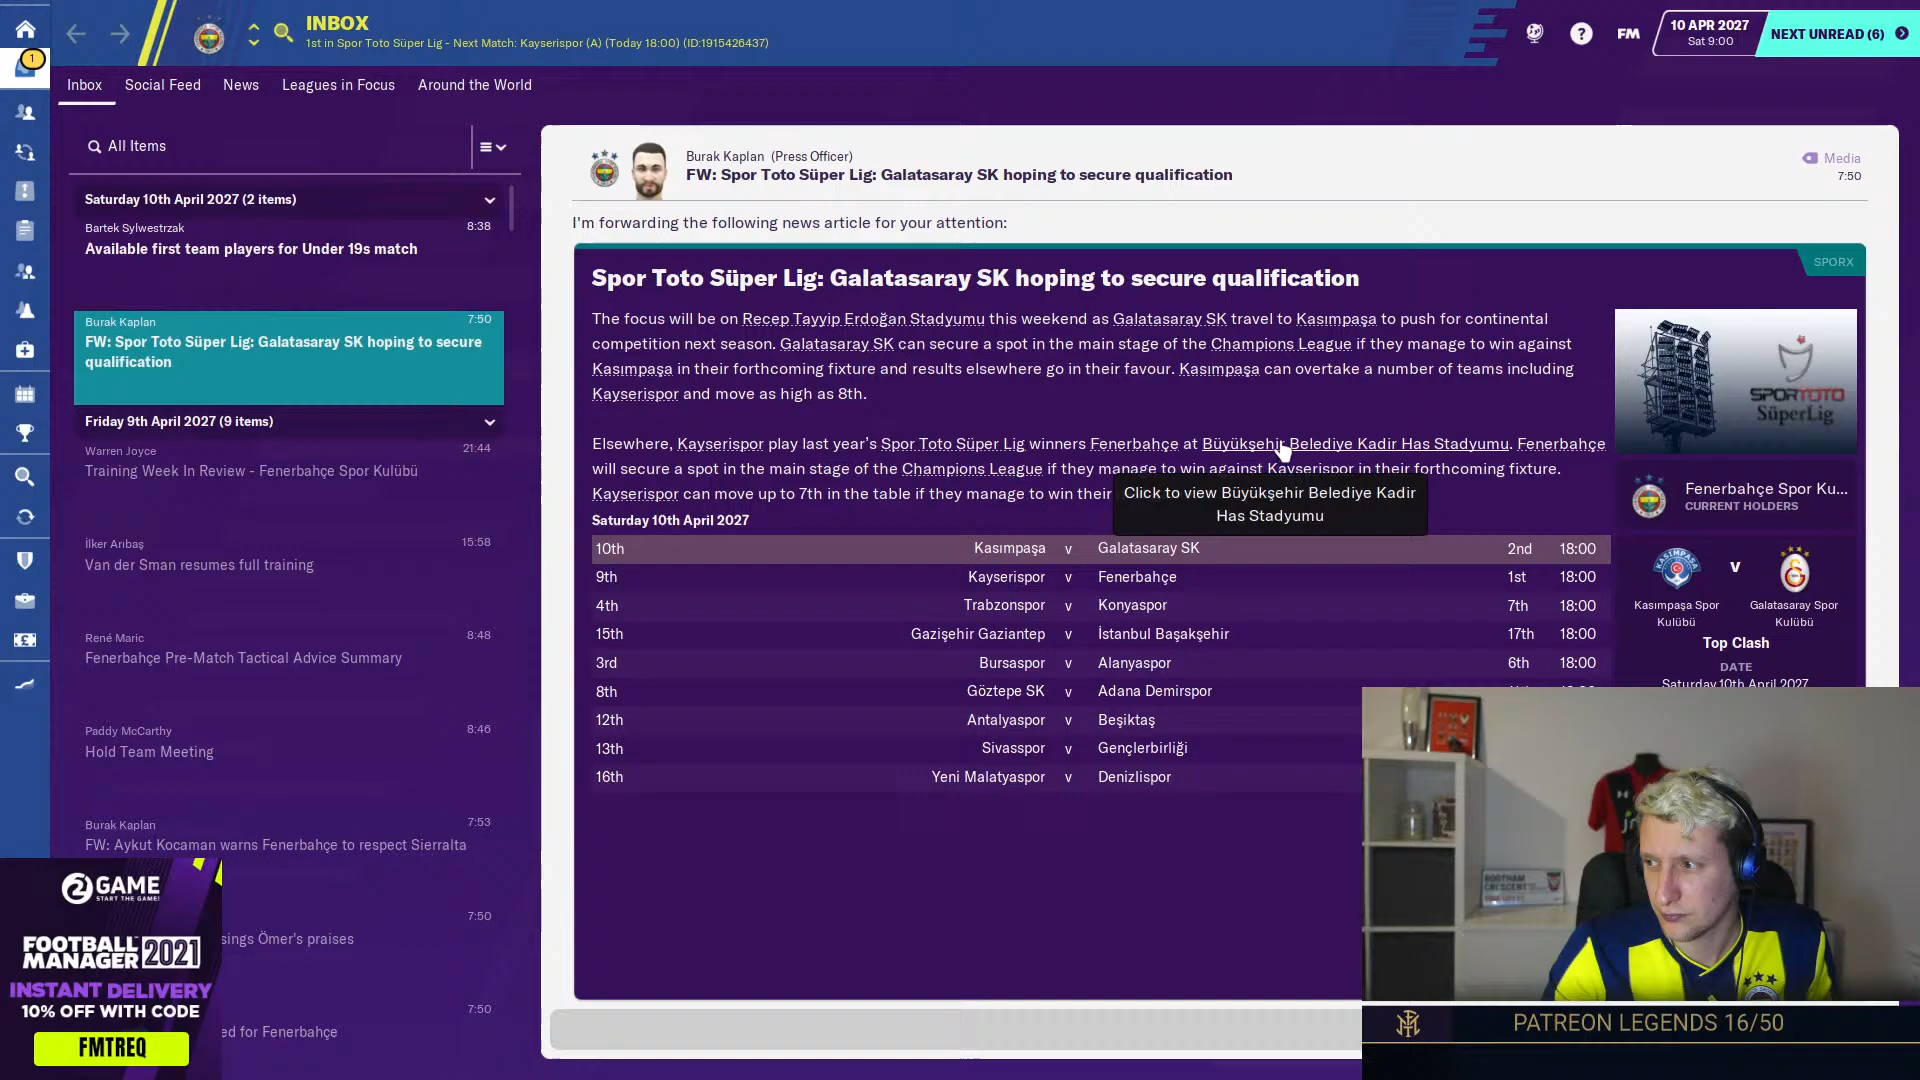 INBOX
1st in Spor Toto Süper Lig - Next Match: Kayserispor (A) (Today 18:00) (ID:1915426437)
FM
10 APR 2027
Sat 9:00
NEXT UNREAD (6)
1
Inbox
Social Feed
News
Leagues in Focus
Around the World
All Items
Saturday 10th April 2027 (2 items)
Bartek Sylwestrzak
8:38
Available first team players for Under 19s match
Burak Kaplan
7:50
FW: Spor Toto Süper Lig: Galatasaray SK hoping to secure
qualification
Friday 9th April 2027 (9 items)
Warren Joyce
21:44
Training Week In Review - Fenerbahçe Spor Kulübü
İlker Arıbaş
15:58
Van der Sman resumes full training
René Maric
8:48
Fenerbahçe Pre-Match Tactical Advice Summary
Paddy McCarthy
8:46
Hold Team Meeting
Burak Kaplan
7:53
FW: Aykut Kocaman warns Fenerbahçe to respect Sierralta
7:50
sings Ömer's praises
7:50
ed for Fenerbahçe
Burak Kaplan (Press Officer)
FW: Spor Toto Süper Lig: Galatasaray SK hoping to secure qualification
Media
7:50
I'm forwarding the following news article for your attention:
Spor Toto Süper Lig: Galatasaray SK hoping to secure qualification
SPORX
The focus will be on Recep Tayyip Erdoğan Stadyumu this weekend as Galatasaray SK travel to Kasımpaşa to push for continental
competition next season. Galatasaray SK can secure a spot in the main stage of the Champions League if they manage to win against
Kasımpaşa in their forthcoming fixture and results elsewhere go in their favour. Kasımpaşa can overtake a number of teams including
Kayserispor and move as high as 8th.
Elsewhere, Kayserispor play last year's Spor Toto Süper Lig winners Fenerbahçe at Büyükşehir Belediye Kadir Has Stadyumu. Fenerbahçe
will secure a spot in the main stage of the Champions League if they manage to win against Kayserispor in their forthcoming fixture.
Kayserispor can move up to 7th in the table if they manage to win their
Click to view Büyükşehir Belediye Kadir
Has Stadyumu
Saturday 10th April 2027
10th Kasımpaşa v Galatasaray SK 2nd 18:00
9th Kayserispor v Fenerbahçe 1st 18:00
4th Trabzonspor v Konyaspor 7th 18:00
15th Gazişehir Gaziantep v İstanbul Başakşehir 17th 18:00
3rd Bursaspor v Alanyaspor 6th 18:00
8th Göztepe SK v Adana Demirspor
12th Antalyaspor v Beşiktaş
13th Sivasspor v Gençlerbirliği
16th Yeni Malatyaspor v Denizlispor
SPORTOTO
SüperLig
Fenerbahçe Spor Ku...
CURRENT HOLDERS
v
Kasımpaşa Spor
Kulübü
Galatasaray Spor
Kulübü
Top Clash
DATE
Saturday 10th April 2027
2GAME
START THE GAME!
FOOTBALL
MANAGER 2021
INSTANT DELIVERY
10% OFF WITH CODE
FMTREQ
BOOTHAM
CRESCENT
PATREON LEGENDS 16/50